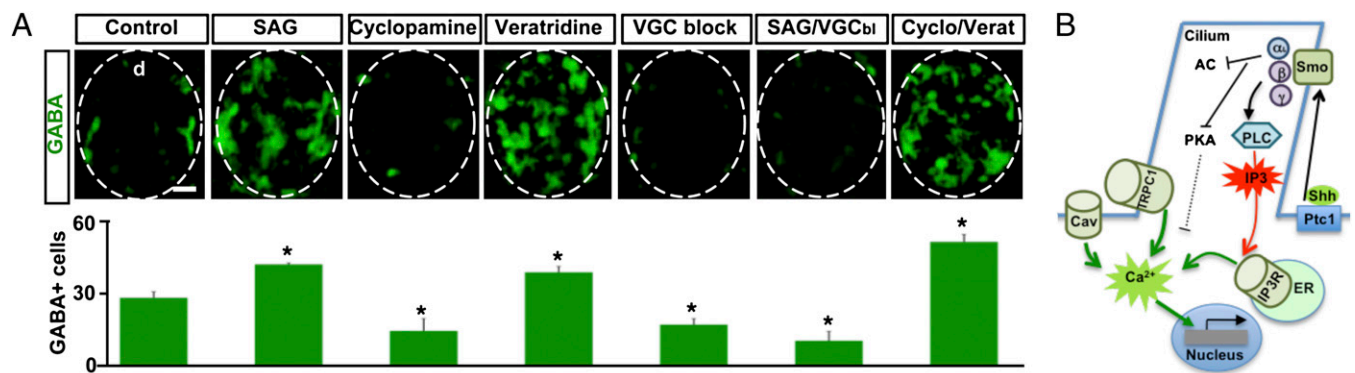 A
Control SAG Cyclopamine Veratridine VGC block SAG/VGCbl Cyclo/Verat
GABA
d
GABA+ cells
60
30
0
* * * * * *
B
Cilium
AC
αi
β
γ
Smo
PKA
PLC
IP3
TRPC1
Cav
Shh
Ptc1
Ca²⁺
IP3R
ER
Nucleus